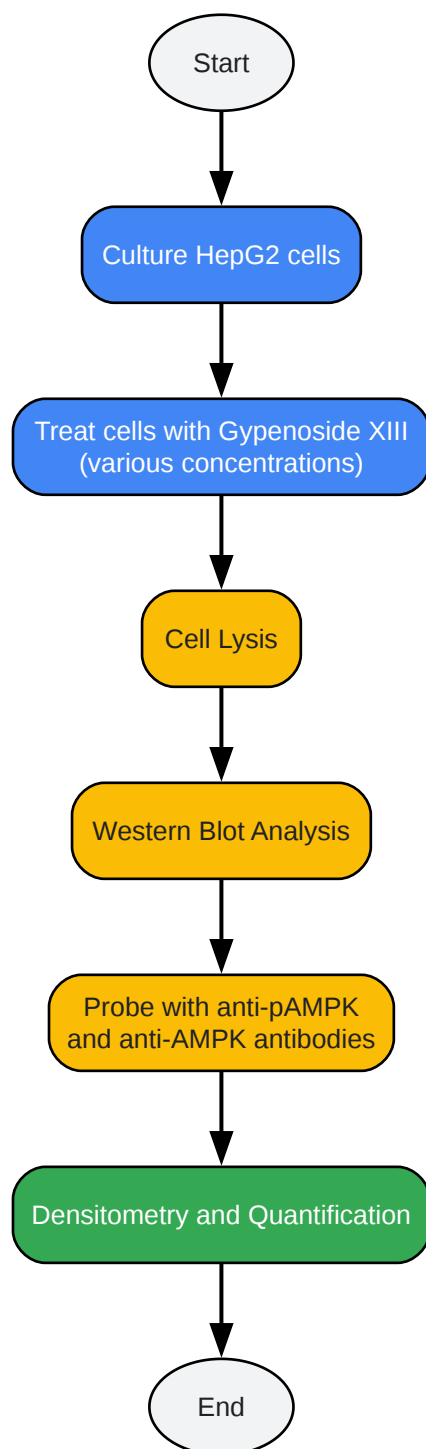 Start
Culture HepG2 cells
Treat cells with Gypenoside XIII
(various concentrations)
Cell Lysis
Western Blot Analysis
Probe with anti-pAMPK
and anti-AMPK antibodies
Densitometry and Quantification
End